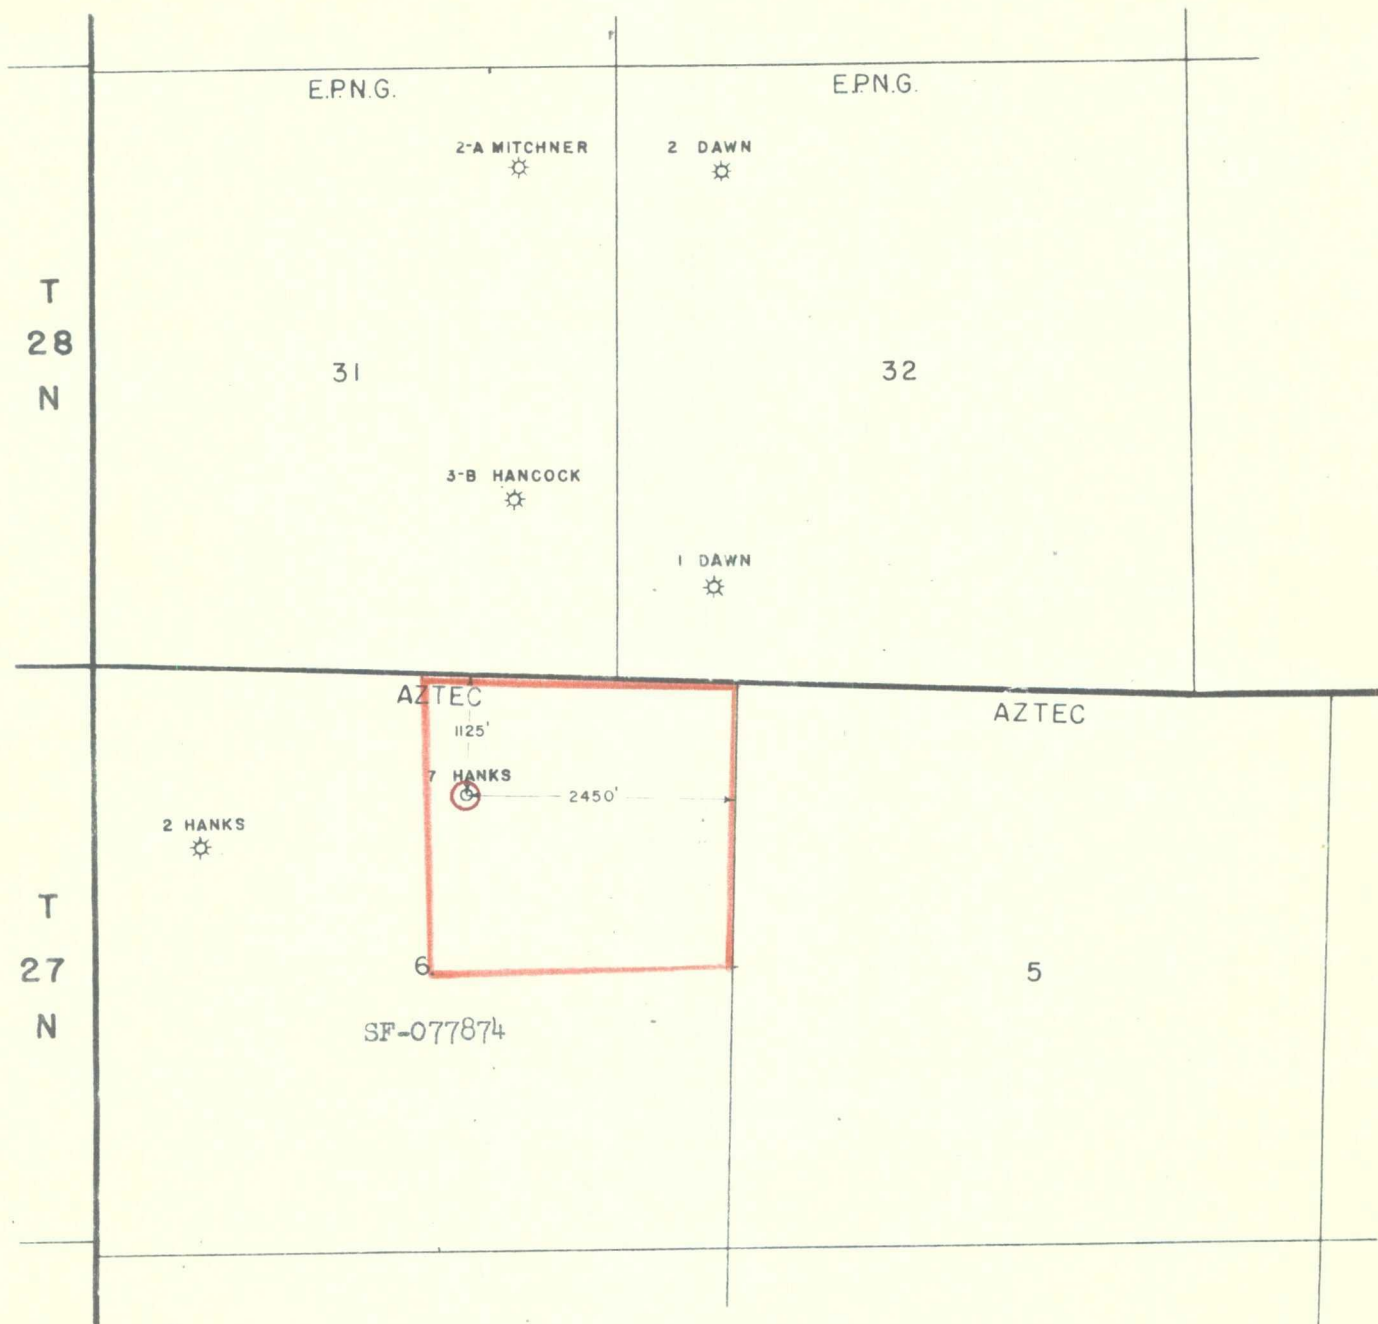 E.P.N.G.
E.P.N.G.
2-A MITCHNER
2 DAWN
T
28
N
31
32
3-B HANCOCK
1 DAWN
AZTEC
AZTEC
1125'
7 HANKS
2450'
2 HANKS
T
27
N
6
5
SF-077874